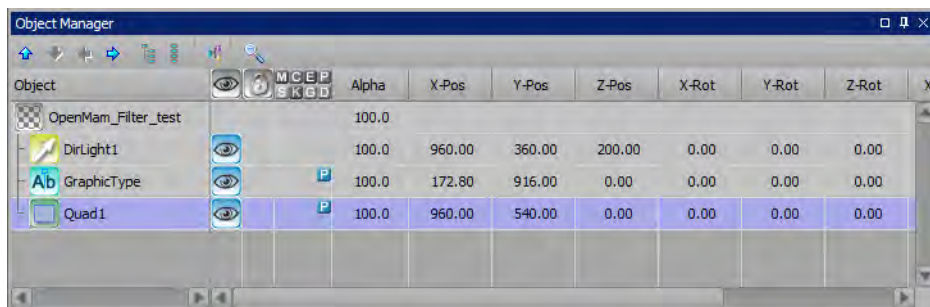 Object Manager
Object M C E P S K G D Alpha X-Pos Y-Pos Z-Pos X-Rot Y-Rot Z-Rot X
OpenMam_Filter_test 100.0
DirLight1 100.0 960.00 360.00 200.00 0.00 0.00 0.00
Ab GraphicType P 100.0 172.80 916.00 0.00 0.00 0.00 0.00
Quad1 P 100.0 960.00 540.00 0.00 0.00 0.00 0.00